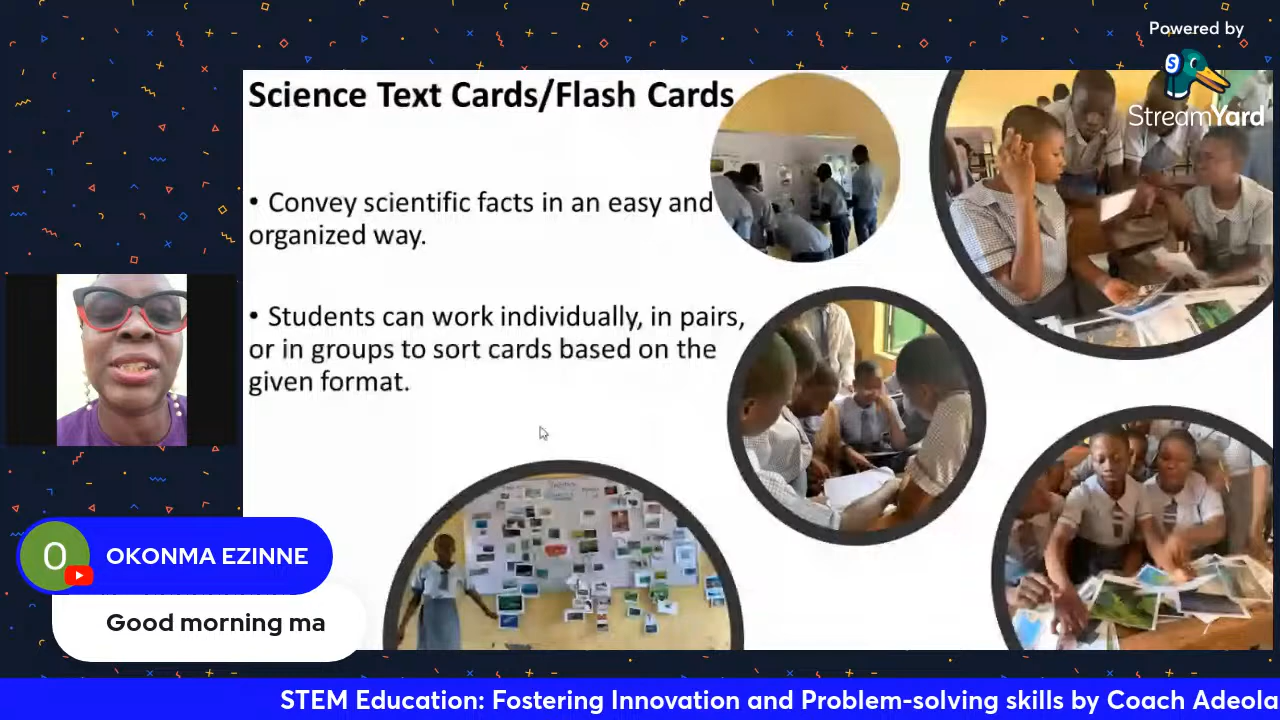 Powered by
StreamYard
Science Text Cards/Flash Cards
• Convey scientific facts in an easy and
organized way.
• Students can work individually, in pairs,
or in groups to sort cards based on the
given format.
O
OKONMA EZINNE
Good morning ma
STEM Education: Fostering Innovation and Problem-solving skills by Coach Adeola